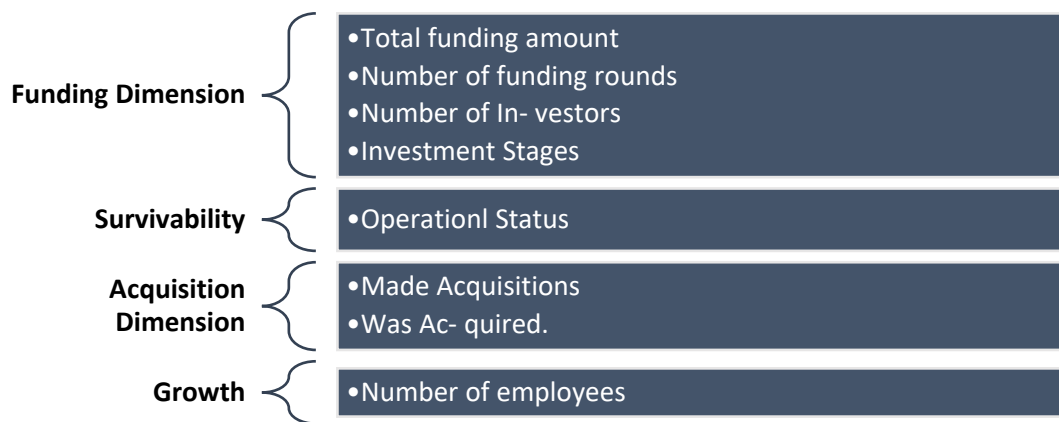 Funding Dimension
•Total funding amount
•Number of funding rounds
•Number of In- vestors
•Investment Stages
Survivability
•Operationl Status
Acquisition
Dimension
•Made Acquisitions
•Was Ac- quired.
Growth
•Number of employees